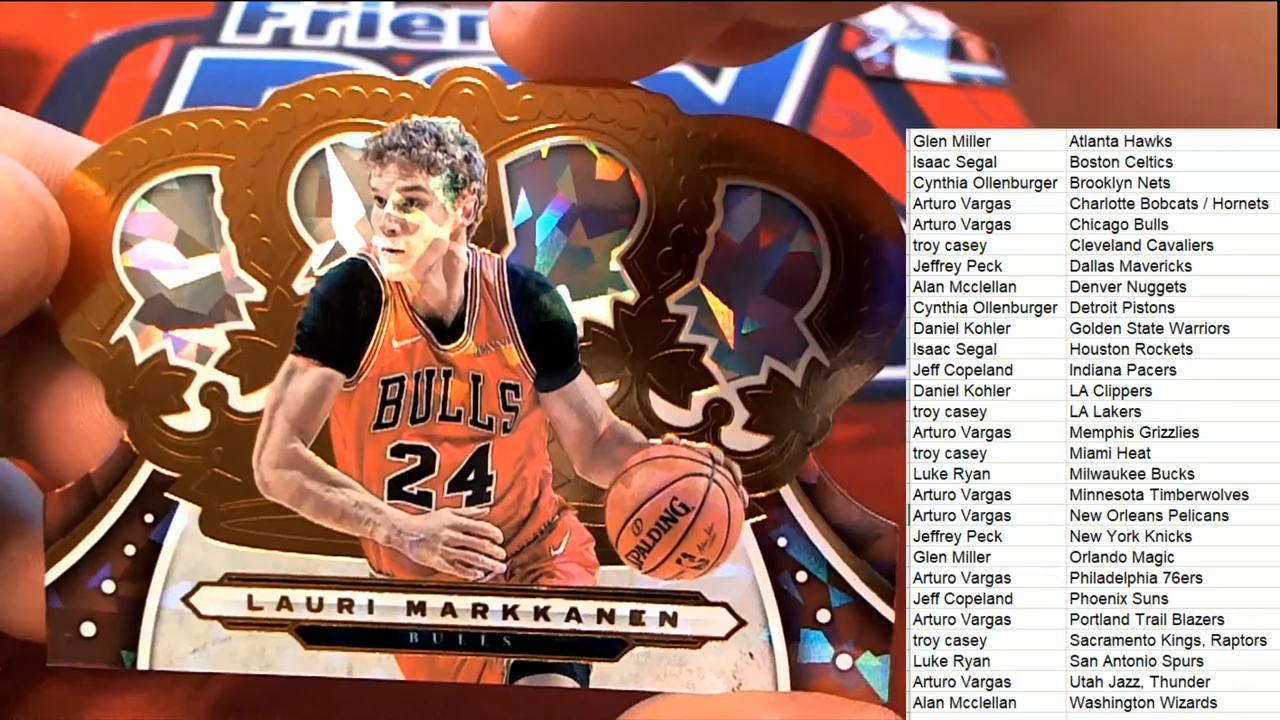 Frien
BULLS
24
SPALDING
LAURI MARKKANEN
BULLS
Glen Miller Atlanta Hawks
Isaac Segal Boston Celtics
Cynthia Ollenburger Brooklyn Nets
Arturo Vargas Charlotte Bobcats / Hornets
Arturo Vargas Chicago Bulls
troy casey Cleveland Cavaliers
Jeffrey Peck Dallas Mavericks
Alan Mcclellan Denver Nuggets
Cynthia Ollenburger Detroit Pistons
Daniel Kohler Golden State Warriors
Isaac Segal Houston Rockets
Jeff Copeland Indiana Pacers
Daniel Kohler LA Clippers
troy casey LA Lakers
Arturo Vargas Memphis Grizzlies
troy casey Miami Heat
Luke Ryan Milwaukee Bucks
Arturo Vargas Minnesota Timberwolves
Arturo Vargas New Orleans Pelicans
Jeffrey Peck New York Knicks
Glen Miller Orlando Magic
Arturo Vargas Philadelphia 76ers
Jeff Copeland Phoenix Suns
Arturo Vargas Portland Trail Blazers
troy casey Sacramento Kings, Raptors
Luke Ryan San Antonio Spurs
Arturo Vargas Utah Jazz, Thunder
Alan Mcclellan Washington Wizards